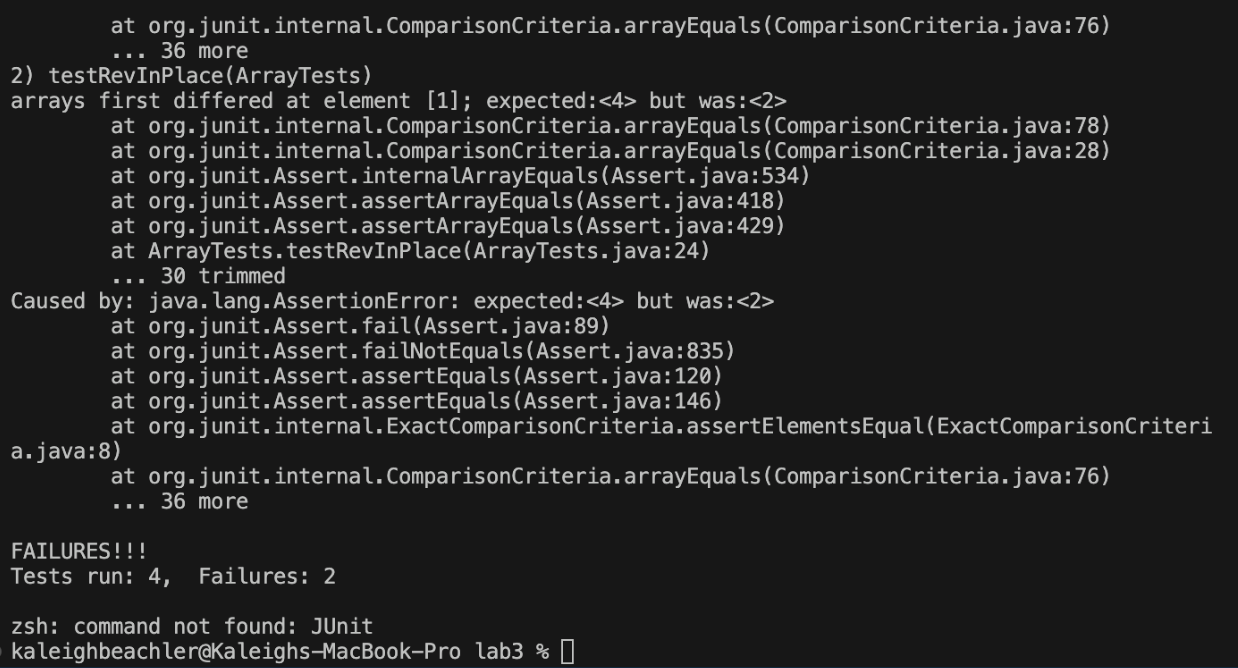 at org.junit.internal.ComparisonCriteria.arrayEquals(ComparisonCriteria.java:76)
        ... 36 more
2) testRevInPlace(ArrayTests)
arrays first differed at element [1]; expected:<4> but was:<2>
        at org.junit.internal.ComparisonCriteria.arrayEquals(ComparisonCriteria.java:78)
        at org.junit.internal.ComparisonCriteria.arrayEquals(ComparisonCriteria.java:28)
        at org.junit.Assert.internalArrayEquals(Assert.java:534)
        at org.junit.Assert.assertArrayEquals(Assert.java:418)
        at org.junit.Assert.assertArrayEquals(Assert.java:429)
        at ArrayTests.testRevInPlace(ArrayTests.java:24)
        ... 30 trimmed
Caused by: java.lang.AssertionError: expected:<4> but was:<2>
        at org.junit.Assert.fail(Assert.java:89)
        at org.junit.Assert.failNotEquals(Assert.java:835)
        at org.junit.Assert.assertEquals(Assert.java:120)
        at org.junit.Assert.assertEquals(Assert.java:146)
        at org.junit.internal.ExactComparisonCriteria.assertElementsEqual(ExactComparisonCriteri
a.java:8)
        at org.junit.internal.ComparisonCriteria.arrayEquals(ComparisonCriteria.java:76)
        ... 36 more

FAILURES!!!
Tests run: 4,  Failures: 2

zsh: command not found: JUnit
kaleighbeachler@Kaleighs-MacBook-Pro lab3 %